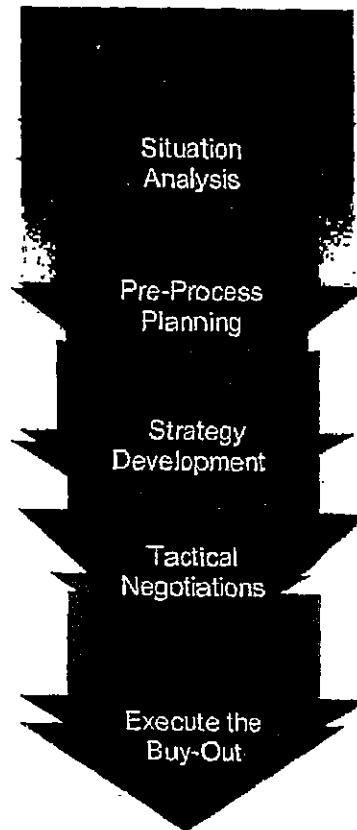 Situation
Analysis
Pre-Process
Planning
Strategy
Development
Tactical
Negotiations
Execute the
Buy-Out